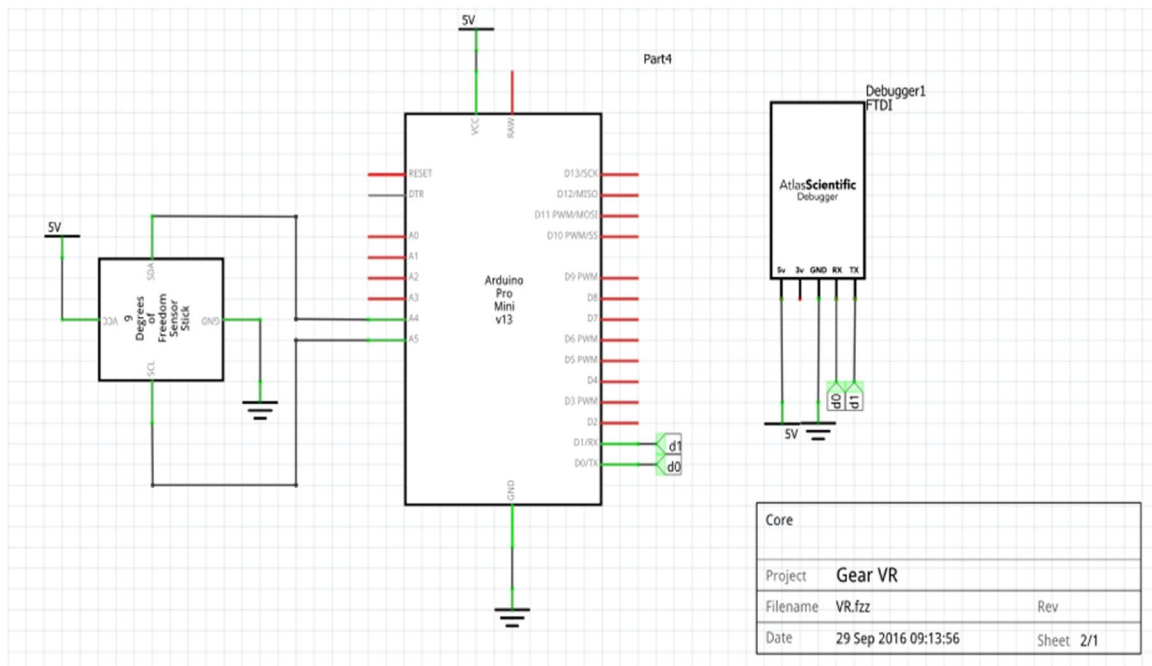 5V
Part4
Debugger1
FTDI
VCC
RAW
RESET
DTR
A0
A1
A2
A3
A4
A5
D13/SCK
D12/MISO
D11 PWM/MOSI
D10 PWM/SS
D9 PWM
D8
D7
D6 PWM
D5 PWM
D4
D3 PWM
D2
D1/RX
D0/TX
GND
Arduino
Pro
Mini
v13
d1
d0
5V
SDA
VCC
GND
SCL
9
Degrees
of
Freedom
Sensor
Stick
AtlasScientific
Debugger
5v 3v GND RX TX
d0
d1
5V
Core
Project Gear VR
Filename VR.fzz Rev
Date 29 Sep 2016 09:13:56 Sheet 2/1